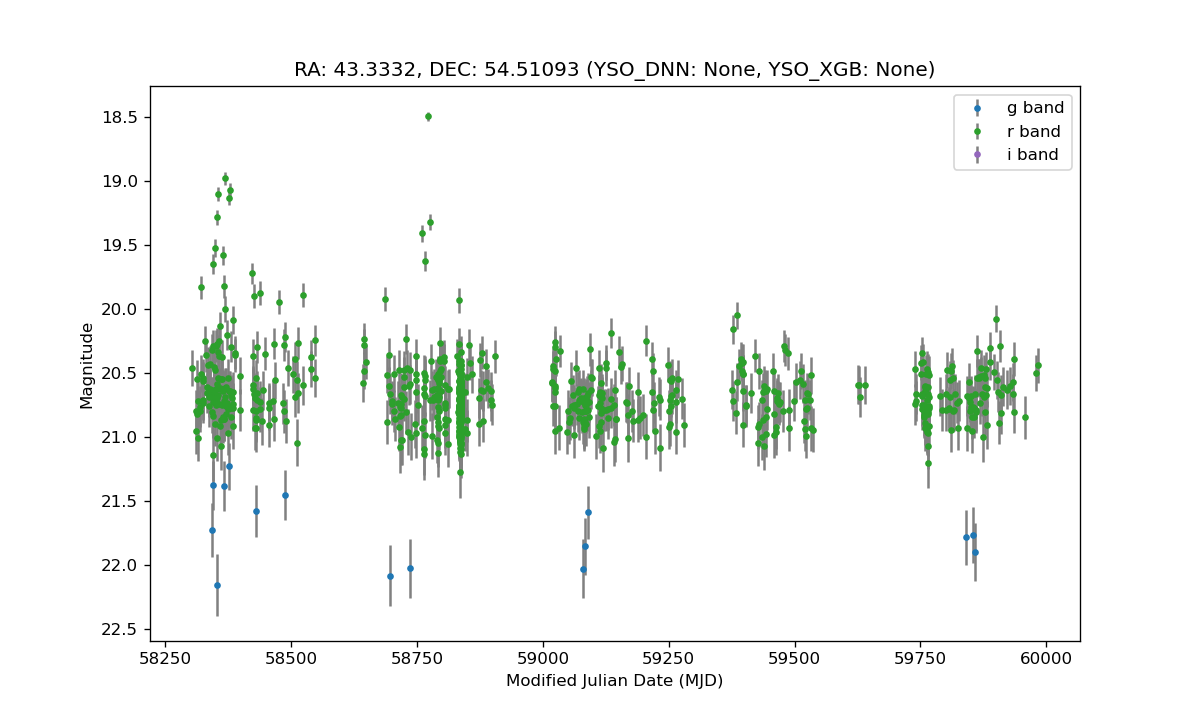 RA: 43.3332, DEC: 54.51093 (YSO_DNN: None, YSO_XGB: None)
g band
r band
i band
18.5
19.0
19.5
20.0
20.5
21.0
21.5
22.0
22.5
Magnitude
58250 58500 58750 59000 59250 59500 59750 60000
Modified Julian Date (MJD)